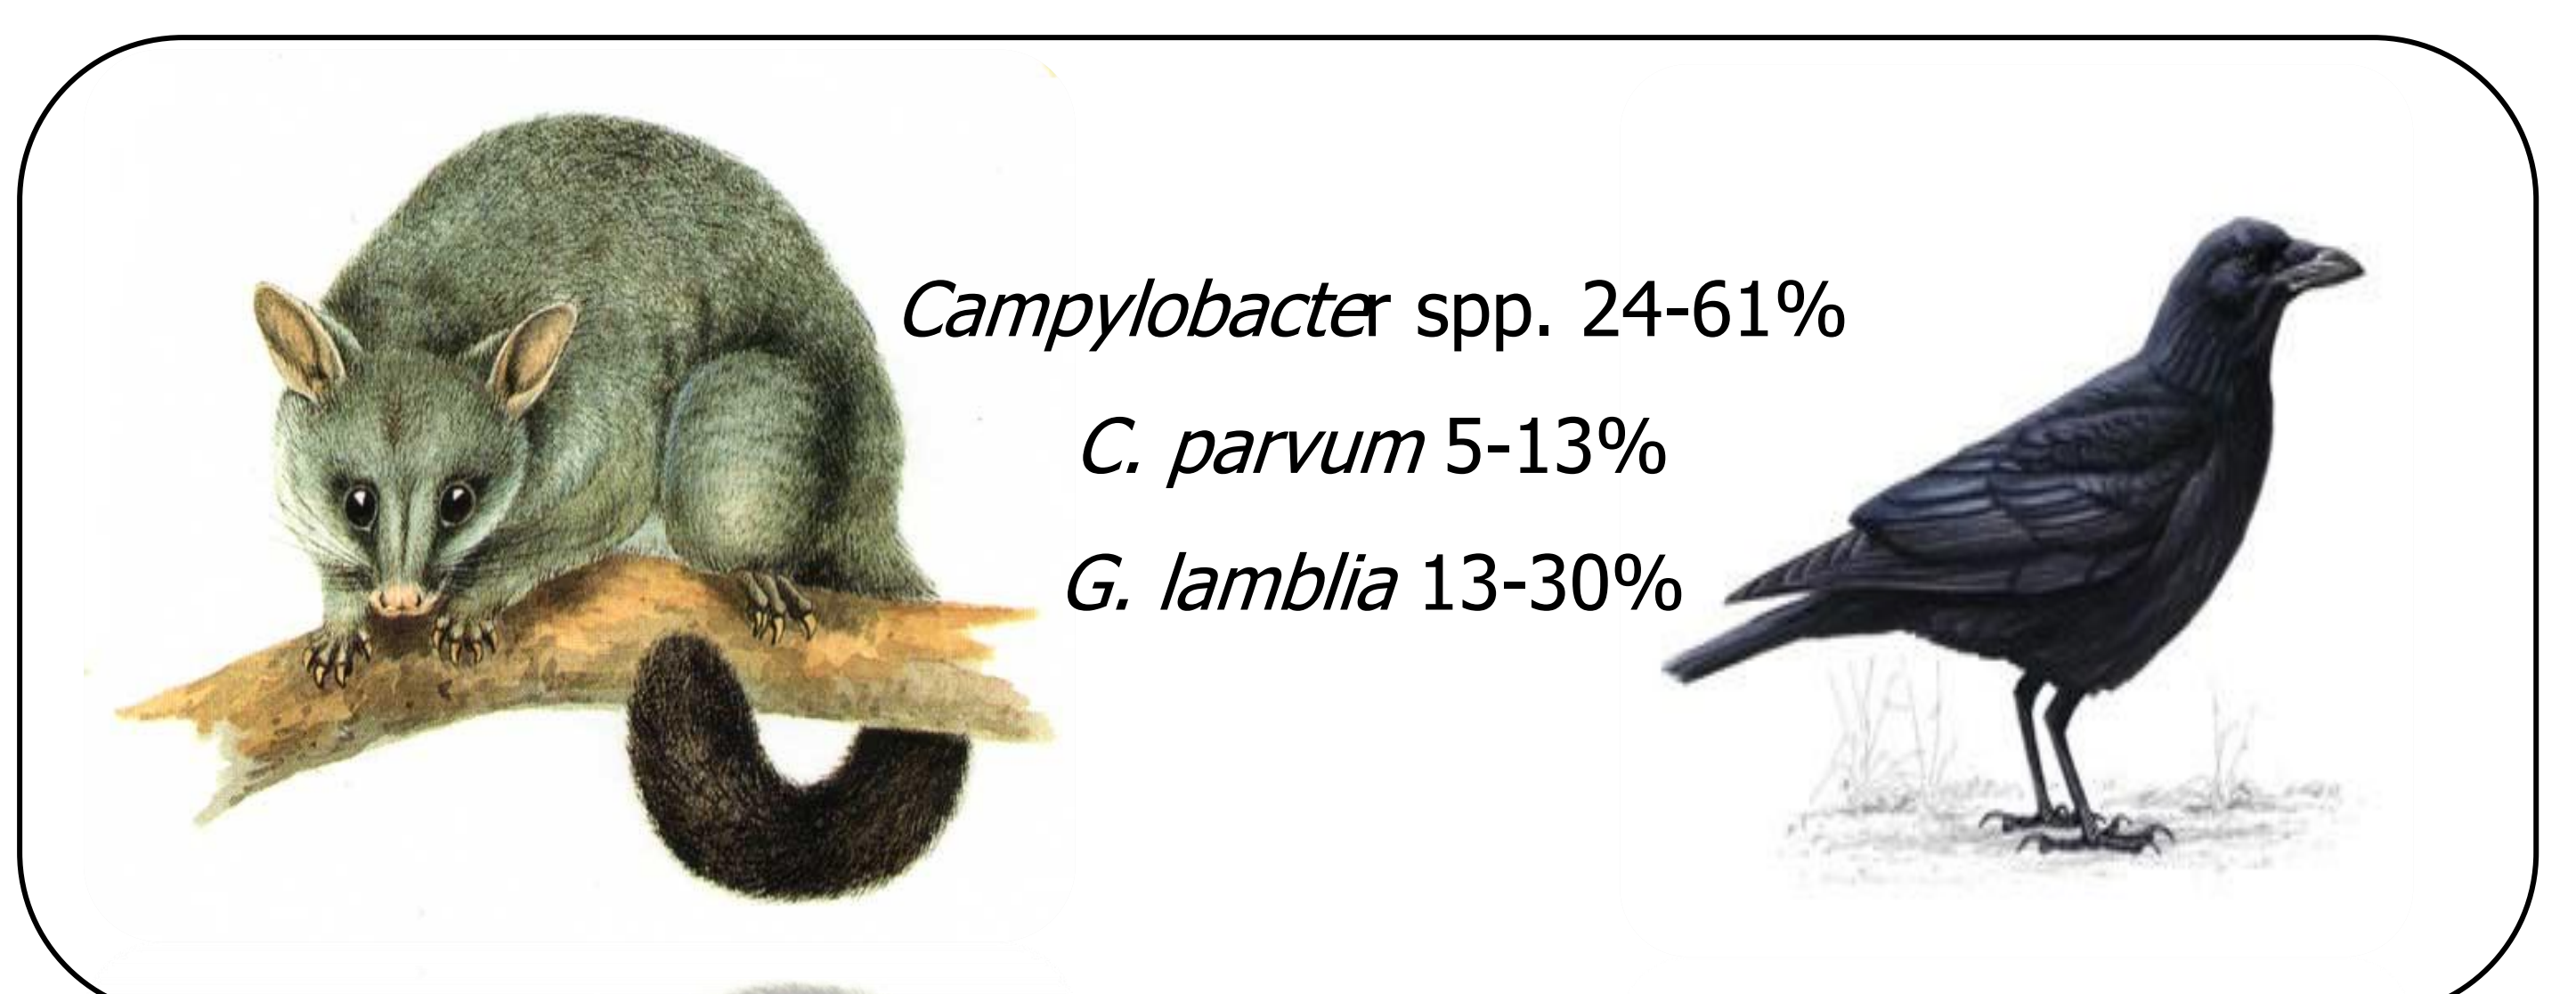 Campylobacter spp. 24-61%
C. parvum 5-13%
G. lamblia 13-30%